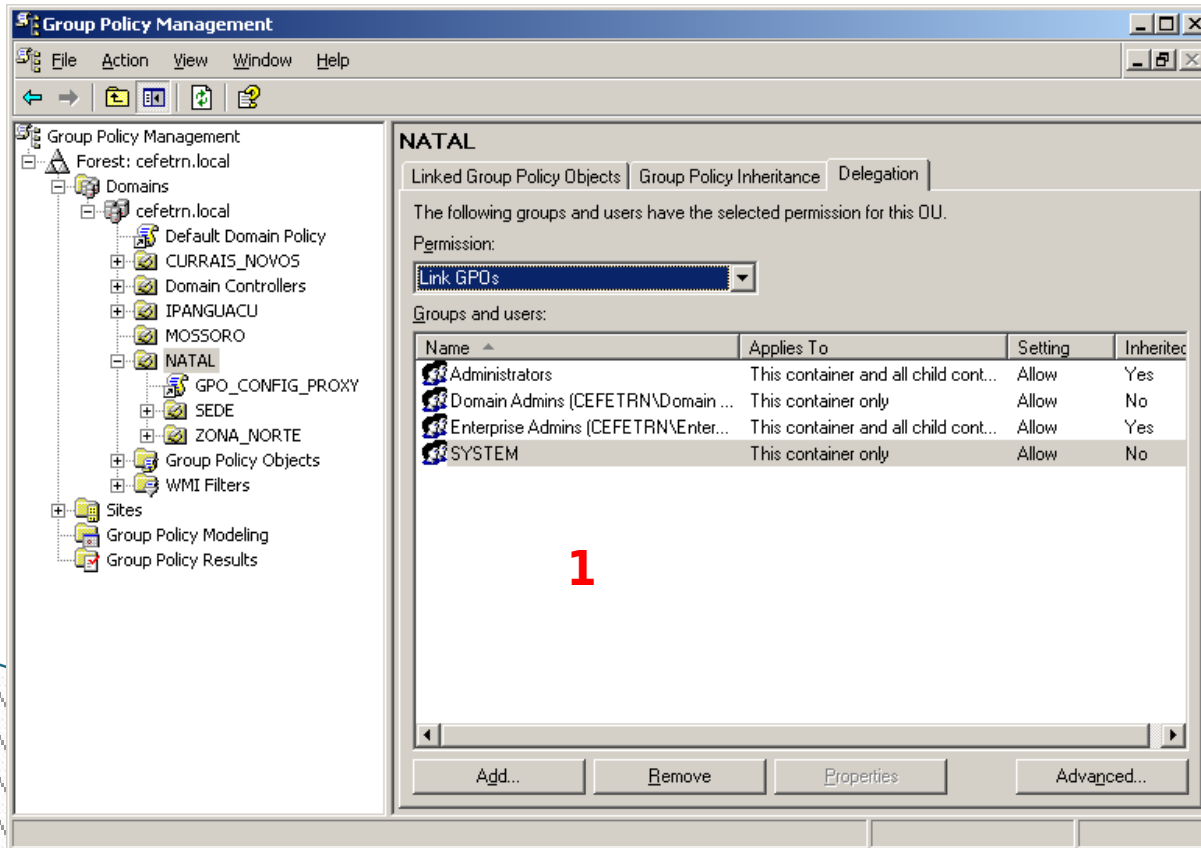 Group Policy Management
File Action View Window Help
Group Policy Management
Forest: cefetrn.local
Domains
cefetrn.local
Default Domain Policy
CURRAIS_NOVOS
Domain Controllers
IPANGUACU
MOSSORO
NATAL
GPO_CONFIG_PROXY
SEDE
ZONA_NORTE
Group Policy Objects
WMI Filters
Sites
Group Policy Modeling
Group Policy Results
NATAL
Linked Group Policy Objects Group Policy Inheritance Delegation
The following groups and users have the selected permission for this OU.
Permission:
Link GPOs
Groups and users:
Name Applies To Setting Inherited
Administrators This container and all child cont... Allow Yes
Domain Admins (CEFETRN\Domain ... This container only Allow No
Enterprise Admins (CEFETRN\Enter... This container and all child cont... Allow Yes
SYSTEM This container only Allow No
1
Add... Remove Properties Advanced...